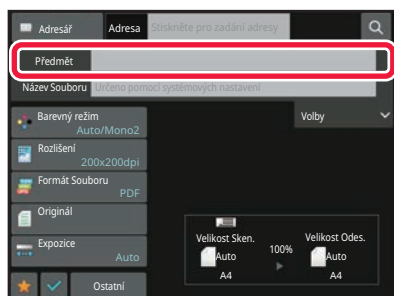 Adresář Adresa Stiskněte pro zadání adresy
Předmět
Název Souboru Určeno pomocí systémových nastavení
Barevný režim
Auto/Mono2
Volby
Rozlišení
200x200dpi
Formát Souboru
PDF
Originál
Expozice
Auto
Ostatní
Velikost Sken.
Auto
A4
100%
Velikost Odes.
Auto
A4